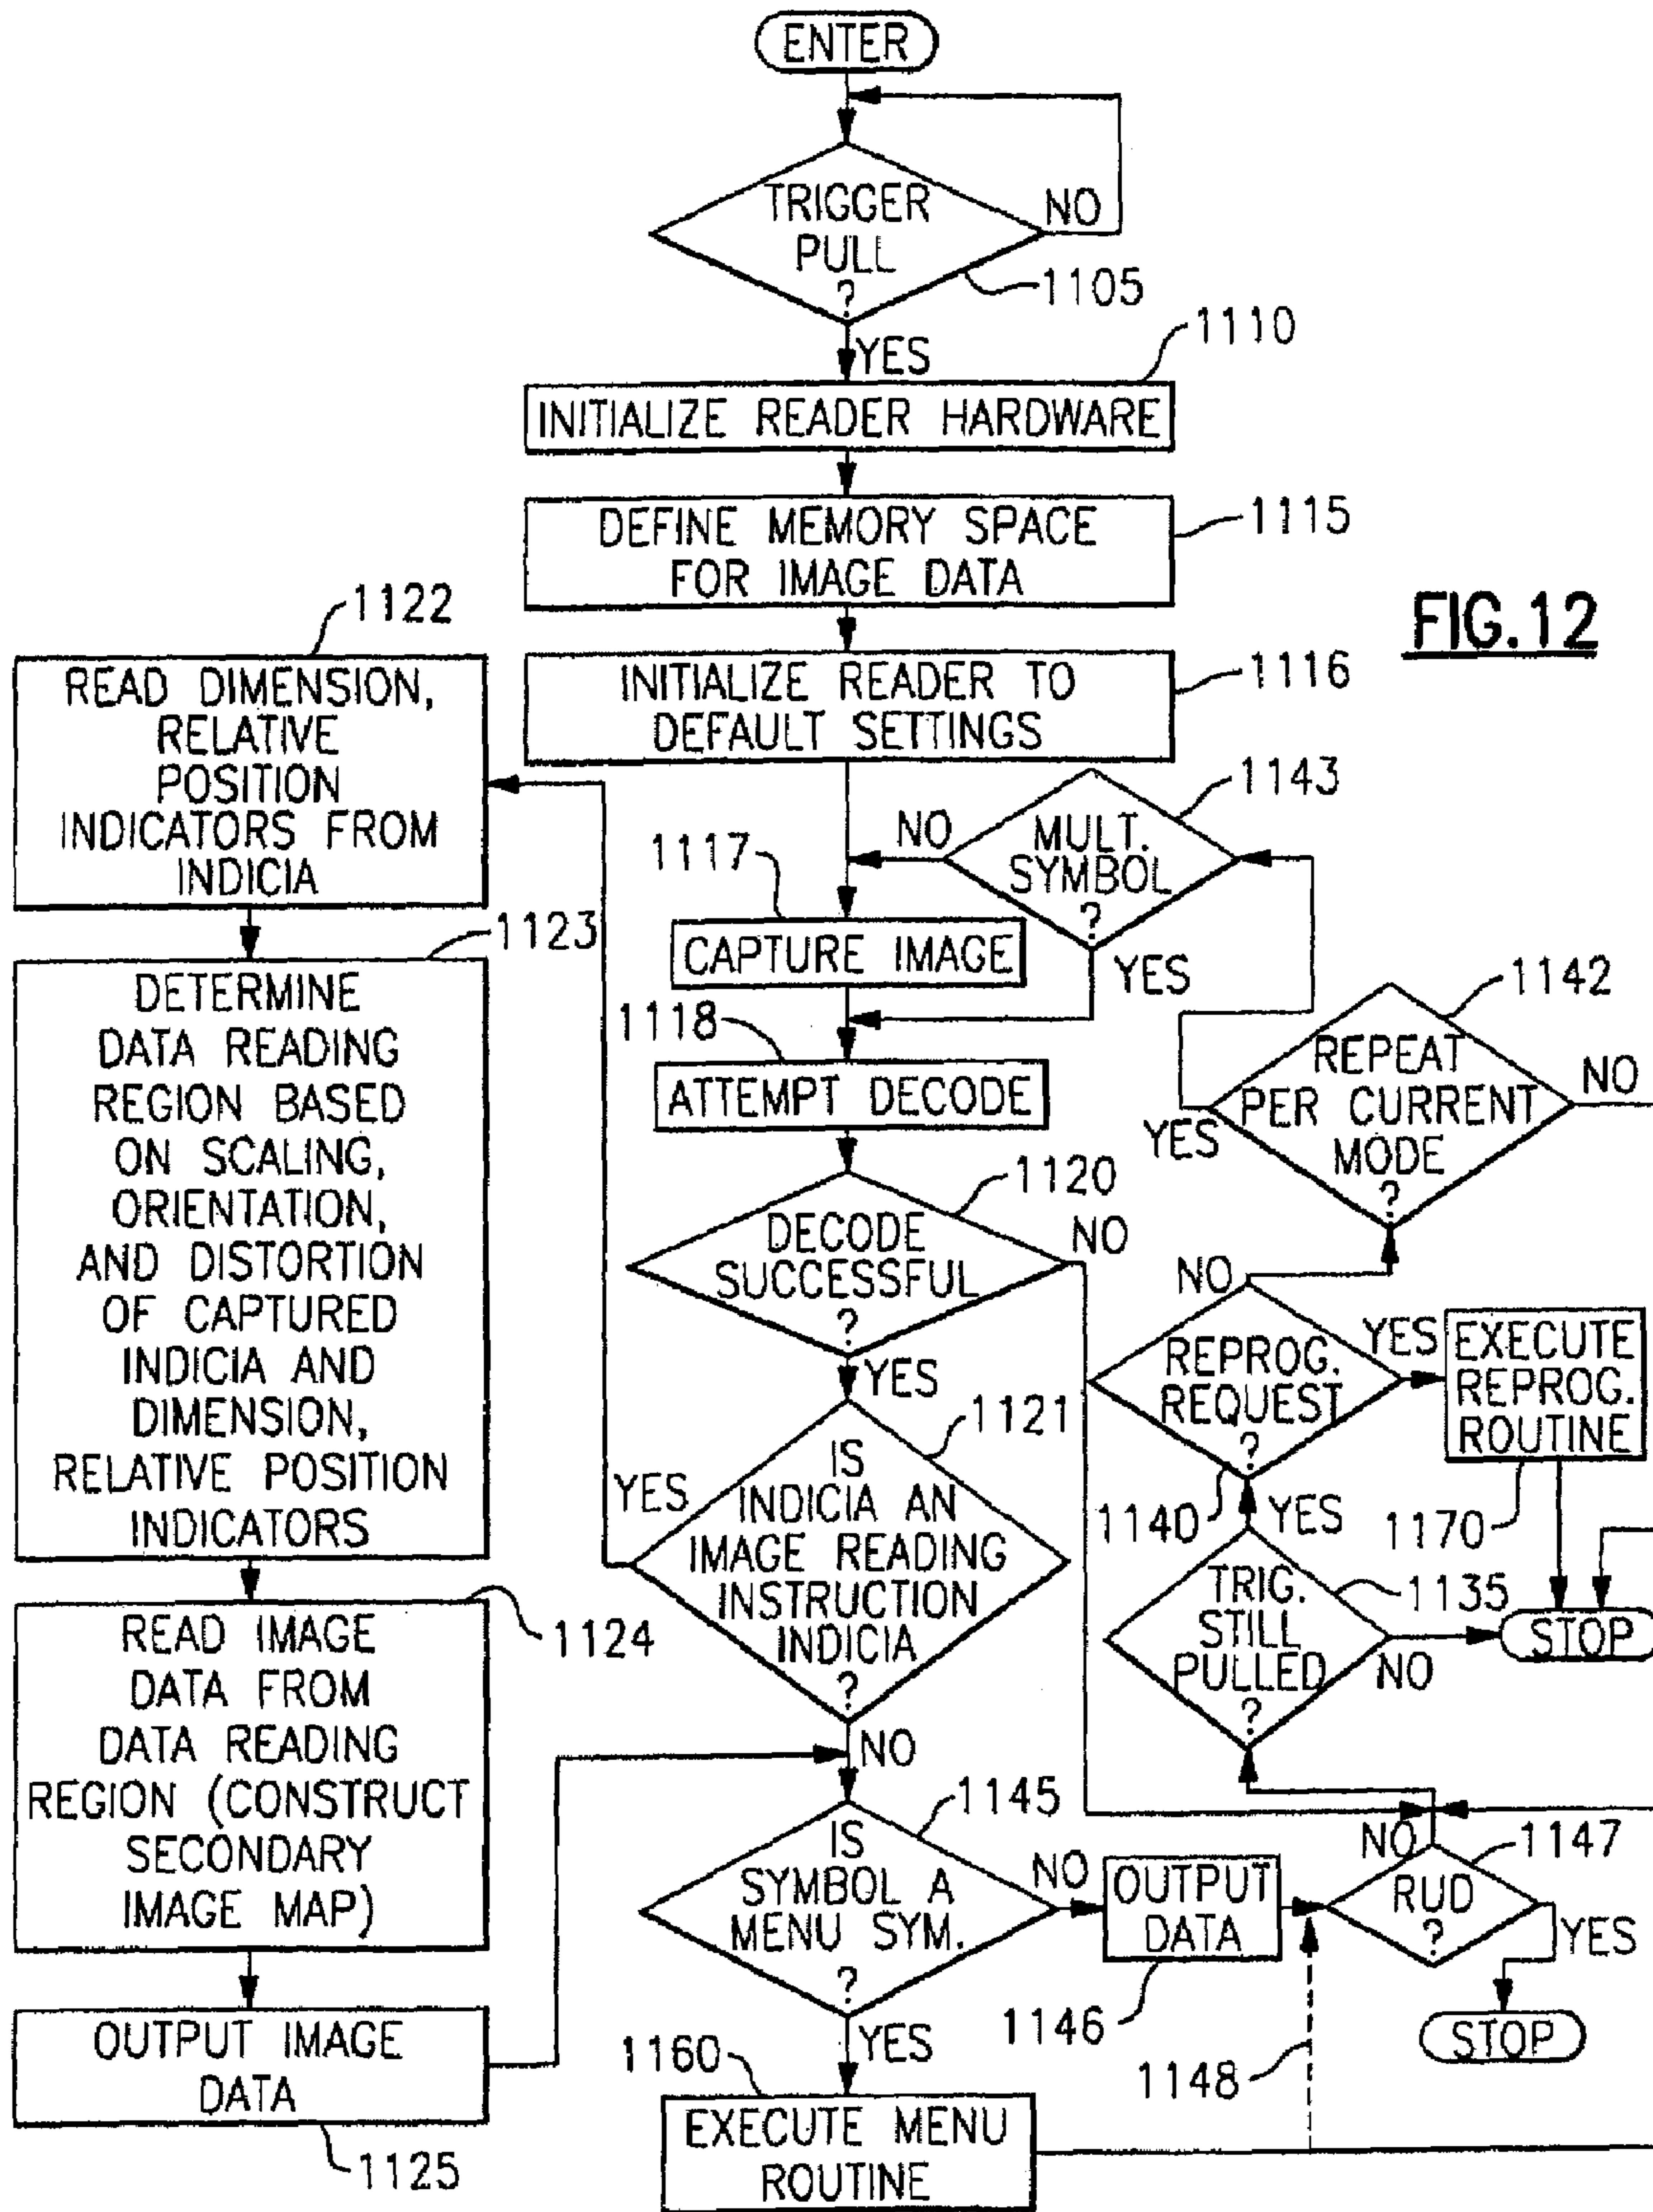 ENTER
TRIGGER
PULL
?
NO
1105
YES
1110
INITIALIZE READER HARDWARE
DEFINE MEMORY SPACE
FOR IMAGE DATA
1115
FIG.12
INITIALIZE READER TO
DEFAULT SETTINGS
1116
1122
READ DIMENSION,
RELATIVE
POSITION
INDICATORS FROM
INDICIA
1123
DETERMINE
DATA READING
REGION BASED
ON SCALING,
ORIENTATION,
AND DISTORTION
OF CAPTURED
INDICIA AND
DIMENSION,
RELATIVE POSITION
INDICATORS
READ IMAGE
DATA FROM
DATA READING
REGION (CONSTRUCT
SECONDARY
IMAGE MAP)
1124
OUTPUT IMAGE
DATA
1125
1143
MULT.
SYMBOL
?
NO
YES
1117
CAPTURE IMAGE
1118
ATTEMPT DECODE
1142
REPEAT
PER CURRENT
MODE
?
NO
YES
1120
DECODE
SUCCESSFUL
?
NO
YES
NO
REPROG.
REQUEST
?
YES
1140
EXECUTE
REPROG.
ROUTINE
1170
1121
IS
INDICIA AN
IMAGE READING
INSTRUCTION
INDICIA
?
YES
NO
YES
TRIG.
STILL
PULLED
?
1135
NO
STOP
1145
IS
SYMBOL A
MENU SYM.
?
NO
YES
OUTPUT
DATA
1146
NO
1147
RUD
?
YES
STOP
1148
1160
EXECUTE MENU
ROUTINE